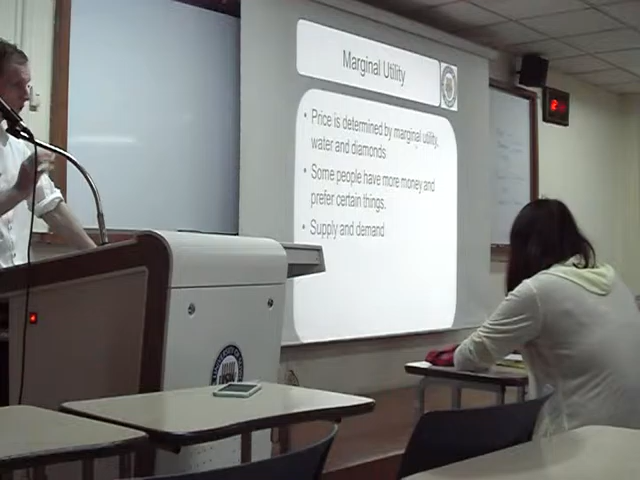 Marginal Utility
• Price is determined by marginal utility,
water and diamonds
• Some people have more money and
prefer certain things.
• Supply and demand